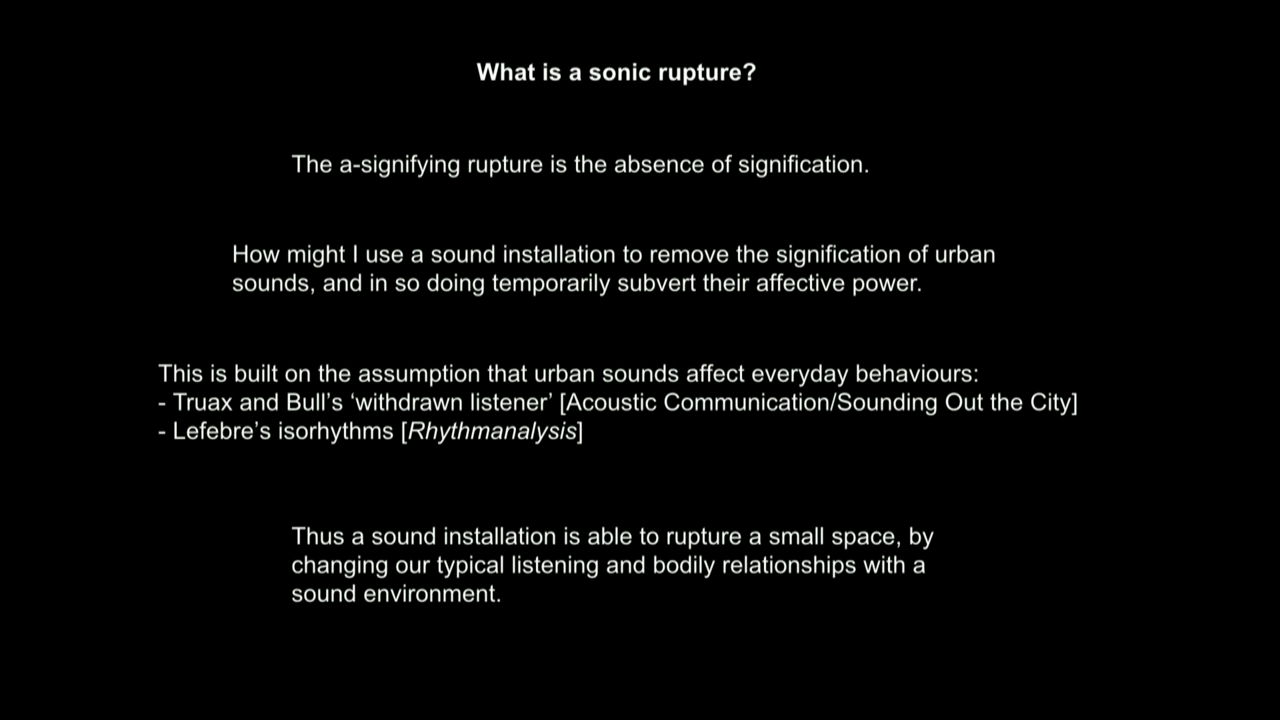 What is a sonic rupture?
The a-signifying rupture is the absence of signification.
How might I use a sound installation to remove the signification of urban
sounds, and in so doing temporarily subvert their affective power.
This is built on the assumption that urban sounds affect everyday behaviours:
- Truax and Bull’s ‘withdrawn listener’ [Acoustic Communication/Sounding Out the City]
- Lefebre’s isorhythms [Rhythmanalysis]
Thus a sound installation is able to rupture a small space, by
changing our typical listening and bodily relationships with a
sound environment.